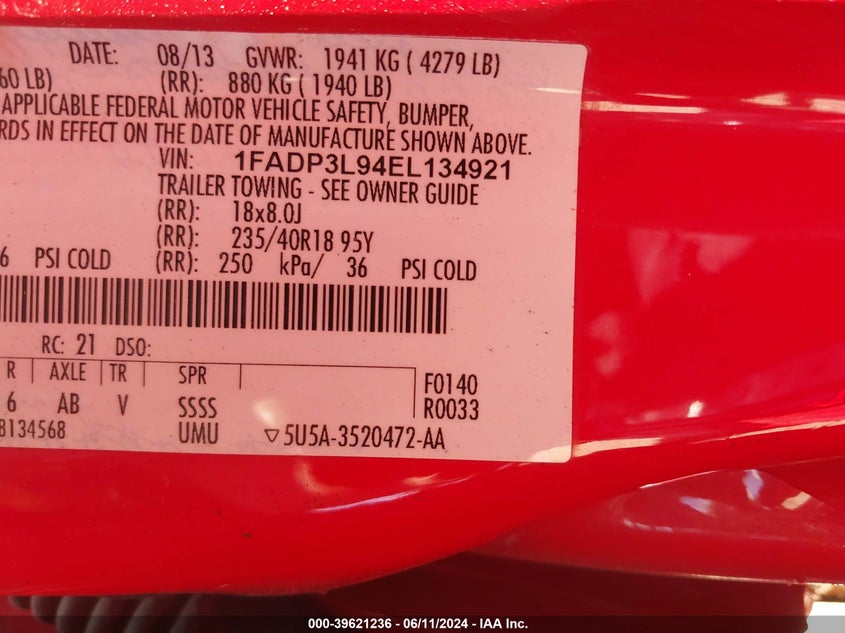 DATE: 08/13 GVWR: 1941 KG ( 4279 LB)
60 LB) (RR): 880 KG ( 1940 LB)
APPLICABLE FEDERAL MOTOR VEHICLE SAFETY, BUMPER,
RDS IN EFFECT ON THE DATE OF MANUFACTURE SHOWN ABOVE.
VIN: 1FADP3L94EL134921
TRAILER TOWING - SEE OWNER GUIDE
(RR): 18x8.0J
(RR): 235/40R18 95Y
6 PSI COLD (RR): 250 kPa/ 36 PSI COLD
RC: 21 DSO:
R AXLE TR SPR F0140
6 AB V SSSS R0033
B134568 UMU ▽5U5A-3520472-AA
000-39621236 - 06/11/2024 - IAA Inc.